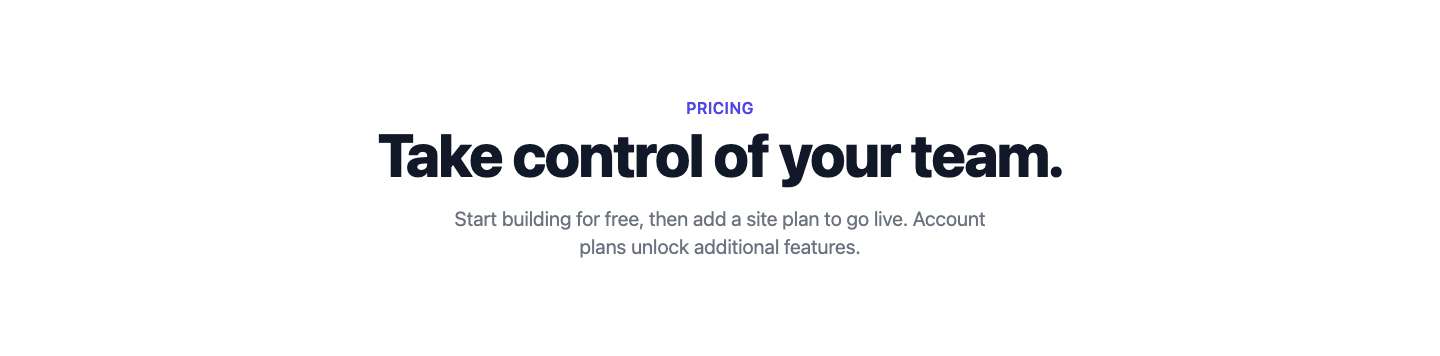 PRICING
Take control of your team.
Start building for free, then add a site plan to go live. Account
plans unlock additional features.